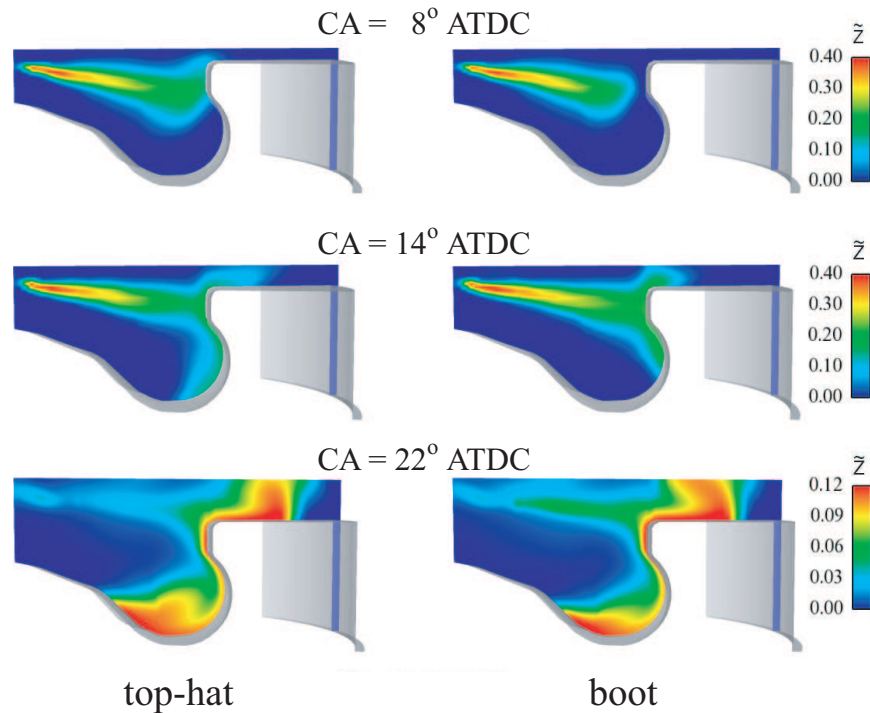 CA = 8° ATDC
Z̃
0.40
0.30
0.20
0.10
0.00
CA = 14° ATDC
Z̃
0.40
0.30
0.20
0.10
0.00
CA = 22° ATDC
Z̃
0.12
0.09
0.06
0.03
0.00
top-hat boot